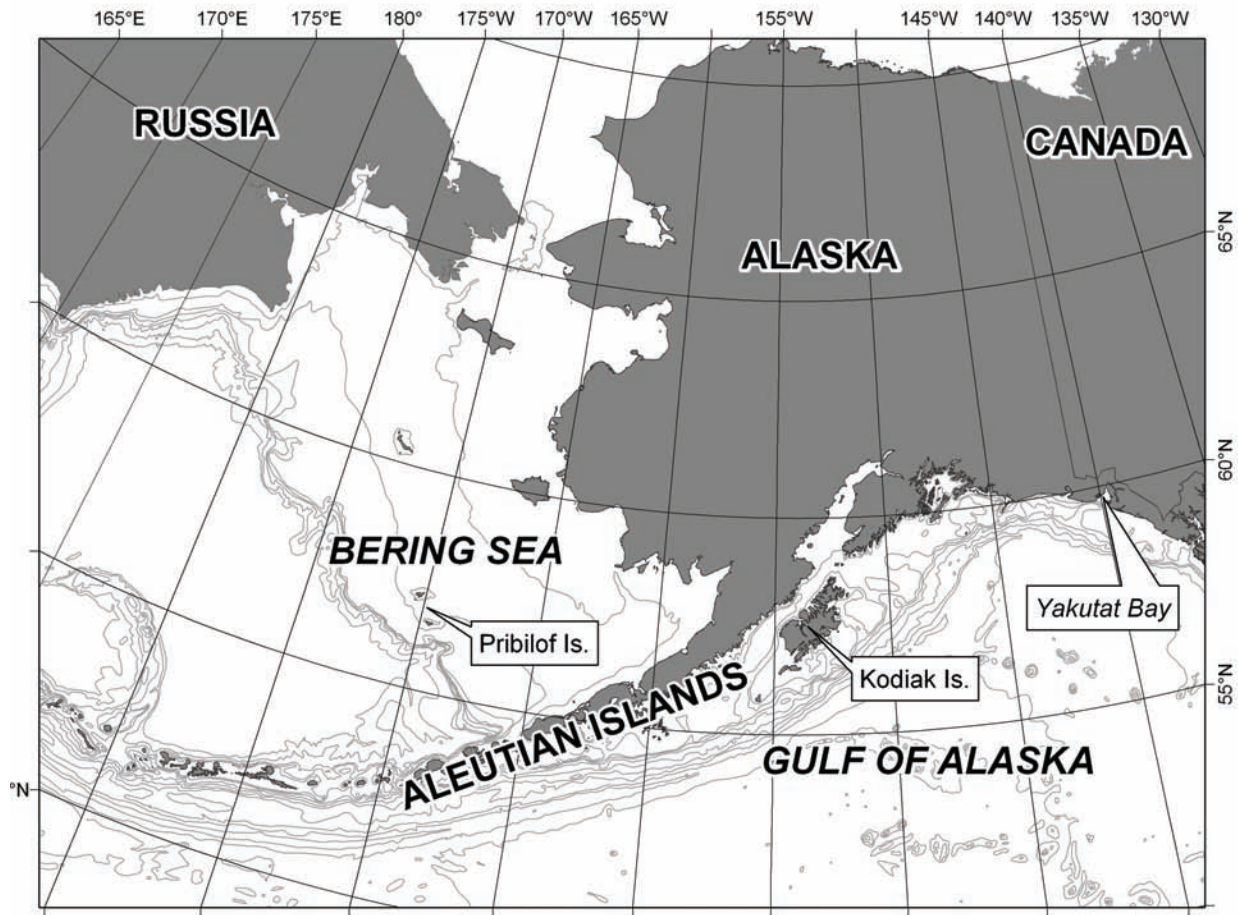 165°E 170°E 175°E 180° 175°W 170°W 165°W 155°W 145°W 140°W 135°W 130°W
RUSSIA
CANADA
ALASKA
65°N
60°N
BERING SEA
Yakutat Bay
Pribilof Is.
Kodiak Is.
55°N
ALEUTIAN ISLANDS
GULF OF ALASKA
°N